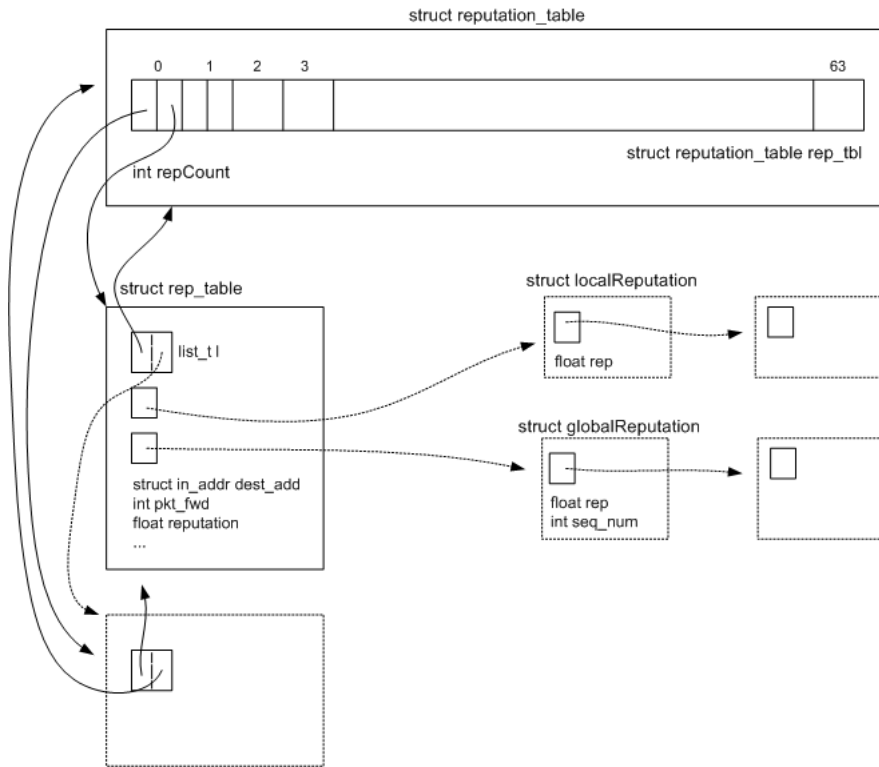 struct reputation_table
0 1 2 3 63
struct reputation_table rep_tbl
int repCount
struct rep_table
list_t l
struct in_addr dest_add
int pkt_fwd
float reputation
...
struct localReputation
float rep
struct globalReputation
float rep
int seq_num